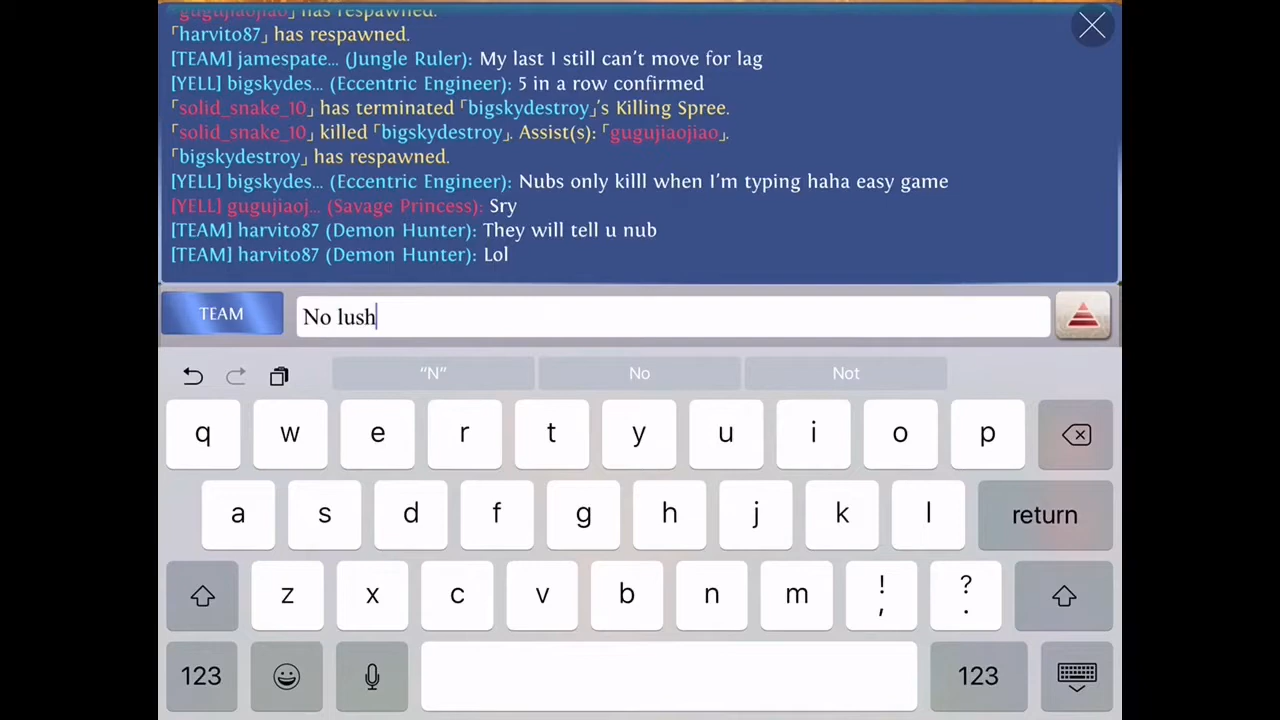 「gugujiaojiao」has respawned.
「harvito87」has respawned.
[TEAM] jamespate... (Jungle Ruler): My last I still can't move for lag
[YELL] bigskydes... (Eccentric Engineer): 5 in a row confirmed
「solid_snake_10」has terminated「bigskydestroy」's Killing Spree.
「solid_snake_10」killed「bigskydestroy」. Assist(s):「gugujiaojiao」.
「bigskydestroy」has respawned.
[YELL] bigskydes... (Eccentric Engineer): Nubs only killl when I'm typing haha easy game
[YELL] gugujiaoj... (Savage Princess): Sry
[TEAM] harvito87 (Demon Hunter): They will tell u nub
[TEAM] harvito87 (Demon Hunter): Lol
TEAM No lush
"N" No Not
q w e r t y u i o p
a s d f g h j k l return
z x c v b n m ! , ? .
123 123